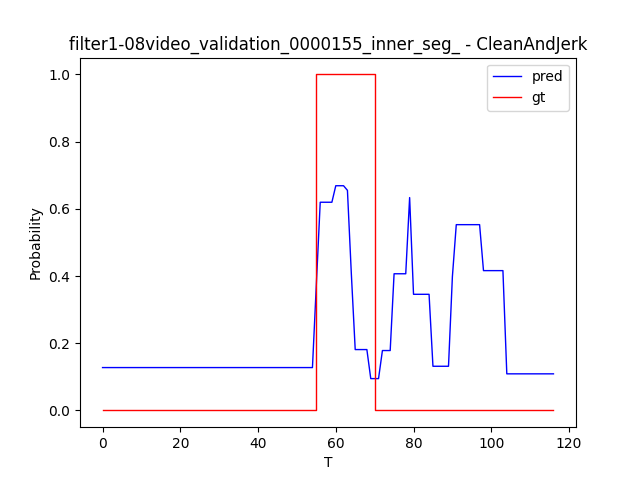 filter1-08video_validation_0000155_inner_seg_ - CleanAndJerk
pred
gt
Probability
1.0
0.8
0.6
0.4
0.2
0.0
0
20
40
60
80
100
120
T